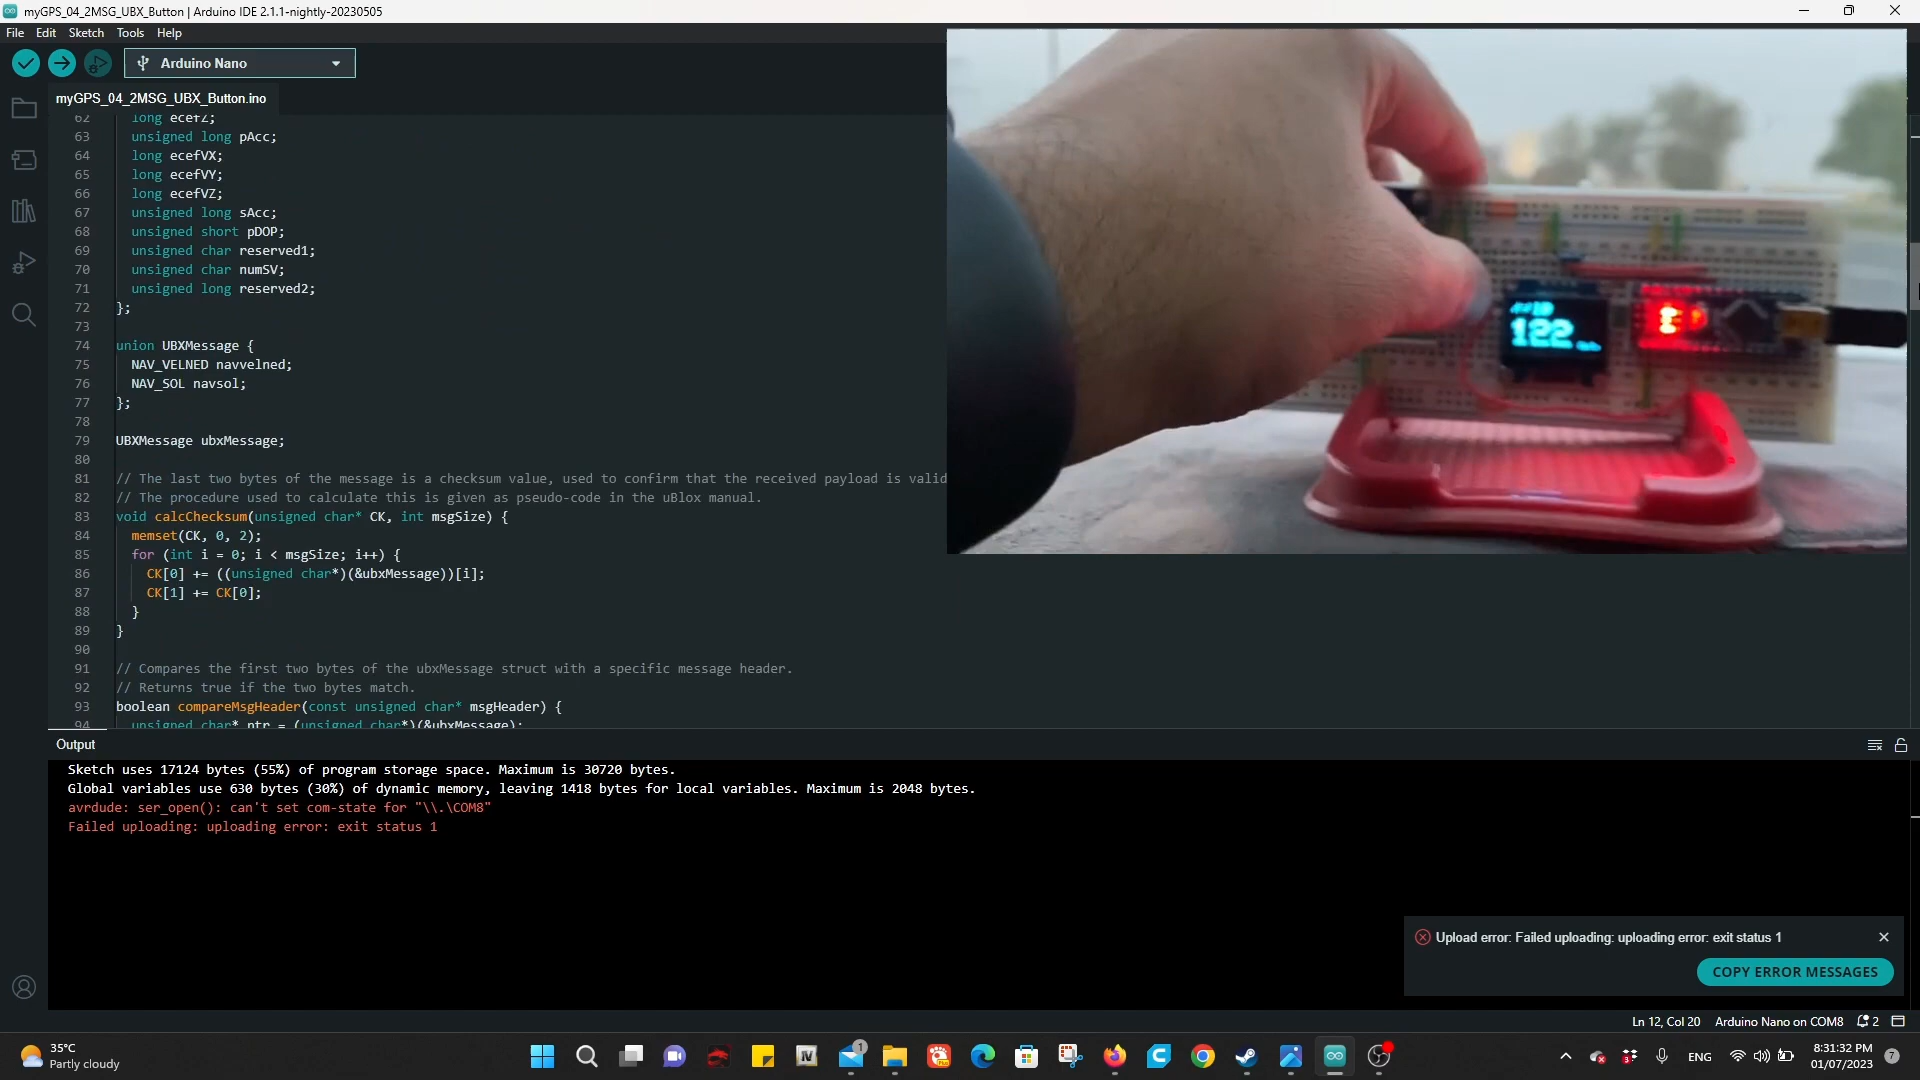 myGPS_04_2MSG_UBX_Button | Arduino IDE 2.1.1-nightly-20230505
File Edit Sketch Tools Help
Arduino Nano
myGPS_04_2MSG_UBX_Button.ino
62 long ecefZ;
63 unsigned long pAcc;
64 long ecefVX;
65 long ecefVY;
66 long ecefVZ;
67 unsigned long sAcc;
68 unsigned short pDOP;
69 unsigned char reserved1;
70 unsigned char numSV;
71 unsigned long reserved2;
72 };
73
74 union UBXMessage {
75 NAV_VELNED navvelned;
76 NAV_SOL navsol;
77 };
78
79 UBXMessage ubxMessage;
80
81 // The last two bytes of the message is a checksum value, used to confirm that the received payload is valid
82 // The procedure used to calculate this is given as pseudo-code in the uBlox manual.
83 void calcChecksum(unsigned char* CK, int msgSize) {
84 memset(CK, 0, 2);
85 for (int i = 0; i < msgSize; i++) {
86 CK[0] += ((unsigned char*)(&ubxMessage))[i];
87 CK[1] += CK[0];
88 }
89 }
90
91 // Compares the first two bytes of the ubxMessage struct with a specific message header.
92 // Returns true if the two bytes match.
93 boolean compareMsgHeader(const unsigned char* msgHeader) {
94 unsigned char* ptr = (unsigned char*)(&ubxMessage);
122
Output
Sketch uses 17124 bytes (55%) of program storage space. Maximum is 30720 bytes.
Global variables use 630 bytes (30%) of dynamic memory, leaving 1418 bytes for local variables. Maximum is 2048 bytes.
avrdude: ser_open(): can't set com-state for "\\.\COM8"
Failed uploading: uploading error: exit status 1
Upload error: Failed uploading: uploading error: exit status 1
COPY ERROR MESSAGES
Ln 12, Col 20 Arduino Nano on COM8 2
35°C
Partly cloudy
1
ENG
8:31:32 PM
01/07/2023
7